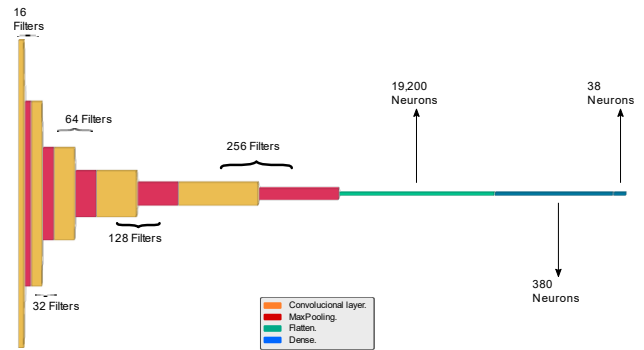 16
Filters
64 Filters
256 Filters
19,200
Neurons
38
Neurons
128 Filters
32 Filters
380
Neurons
Convolucional layer.
MaxPooling.
Flatten.
Dense.